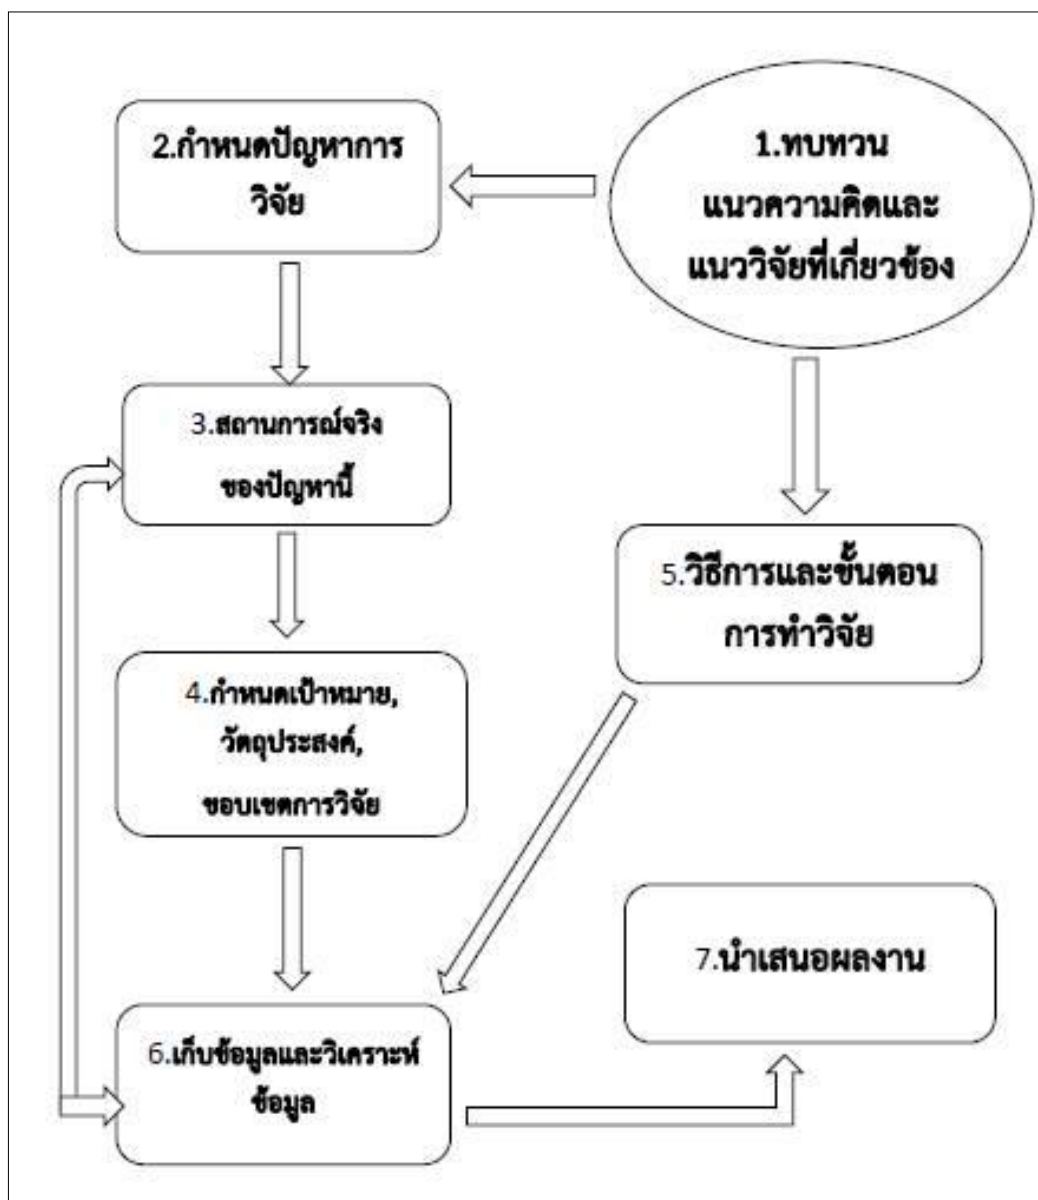 1.ทบทวน
แนวความคิดและ
แนววิจัยที่เกี่ยวข้อง
2.กำหนดปัญหาการ
วิจัย
3.สถานการณ์จริง
ของปัญหานี้
4.กำหนดเป้าหมาย,
วัตถุประสงค์,
ขอบเขตการวิจัย
5.วิธีการและขั้นตอน
การทำวิจัย
6.เก็บข้อมูลและวิเคราะห์
ข้อมูล
7.นำเสนอผลงาน